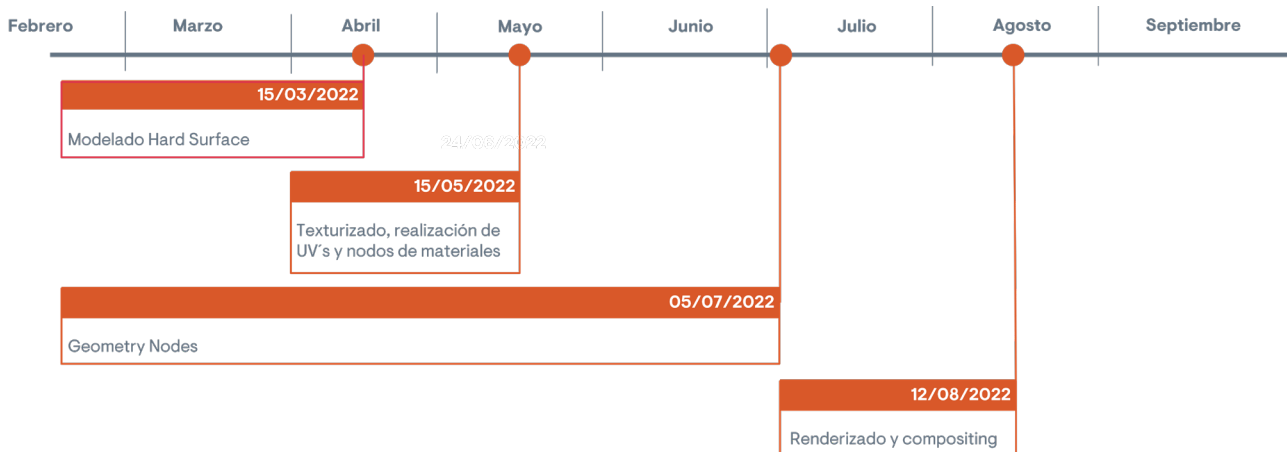 Febrero Marzo Abril Mayo Junio Julio Agosto Septiembre
15/03/2022
Modelado Hard Surface
15/05/2022
Texturizado, realización de
UV´s y nodos de materiales
05/07/2022
Geometry Nodes
12/08/2022
Renderizado y compositing